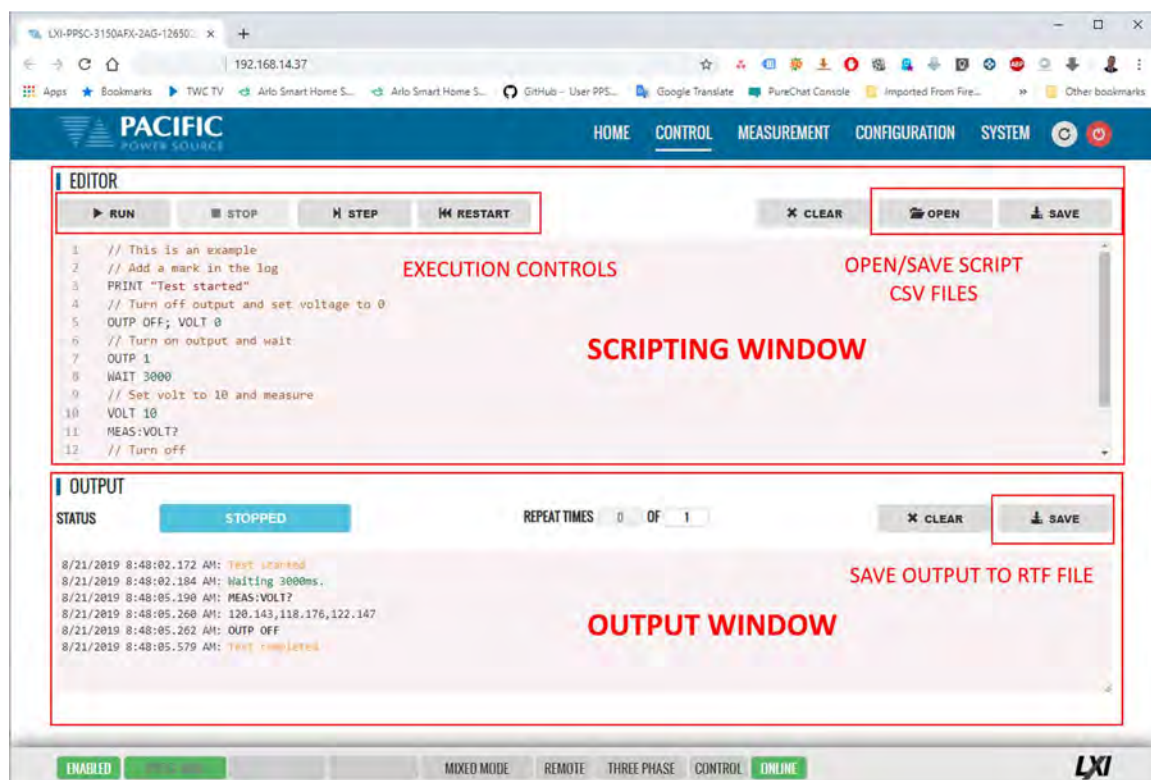 LXI-PPSC-3150AFX-2AG-12650
192.168.14.37
Apps Bookmarks TWC TV Arlo Smart Home S... Arlo Smart Home S... GitHub - User PPS... Google Translate PureChat Console Imported From Fire... » Other bookmarks
PACIFIC
POWER SOURCE
HOME CONTROL MEASUREMENT CONFIGURATION SYSTEM
EDITOR
RUN STOP STEP RESTART CLEAR OPEN SAVE
1 // This is an example
2 // Add a mark in the log
3 PRINT "Test started"
4 // Turn off output and set voltage to 0
5 OUTP OFF; VOLT 0
6 // Turn on output and wait
7 OUTP 1
8 WAIT 3000
9 // Set volt to 10 and measure
10 VOLT 10
11 MEAS:VOLT?
12 // Turn off
EXECUTION CONTROLS
OPEN/SAVE SCRIPT
CSV FILES
SCRIPTING WINDOW
OUTPUT
STATUS STOPPED REPEAT TIMES 0 OF 1 CLEAR SAVE
8/21/2019 8:48:02.172 AM: Test started
8/21/2019 8:48:02.184 AM: Waiting 3000ms.
8/21/2019 8:48:05.190 AM: MEAS:VOLT?
8/21/2019 8:48:05.260 AM: 120.143,118.176,122.147
8/21/2019 8:48:05.262 AM: OUTP OFF
8/21/2019 8:48:05.579 AM: Test completed
SAVE OUTPUT TO RTF FILE
OUTPUT WINDOW
ENABLED MIXED MODE REMOTE THREE PHASE CONTROL ONLINE LXI